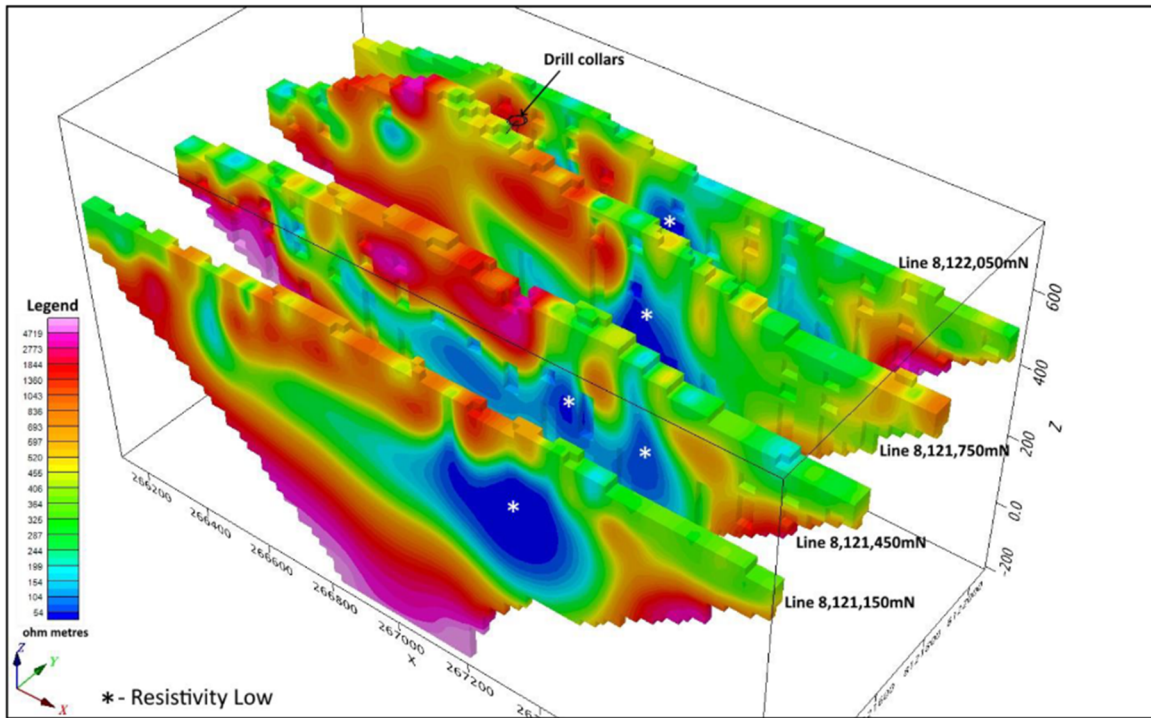 Drill collars
Line 8,122,050mN
600
400
Z
200
0.0
-200
Line 8,121,750mN
Line 8,121,450mN
Line 8,121,150mN
Legend
4719
2773
1844
1360
1043
836
693
597
520
455
406
364
325
287
244
199
154
104
54
ohm metres
266200
266400
266600
266800
267000
267200
X
Z
Y
X
* - Resistivity Low